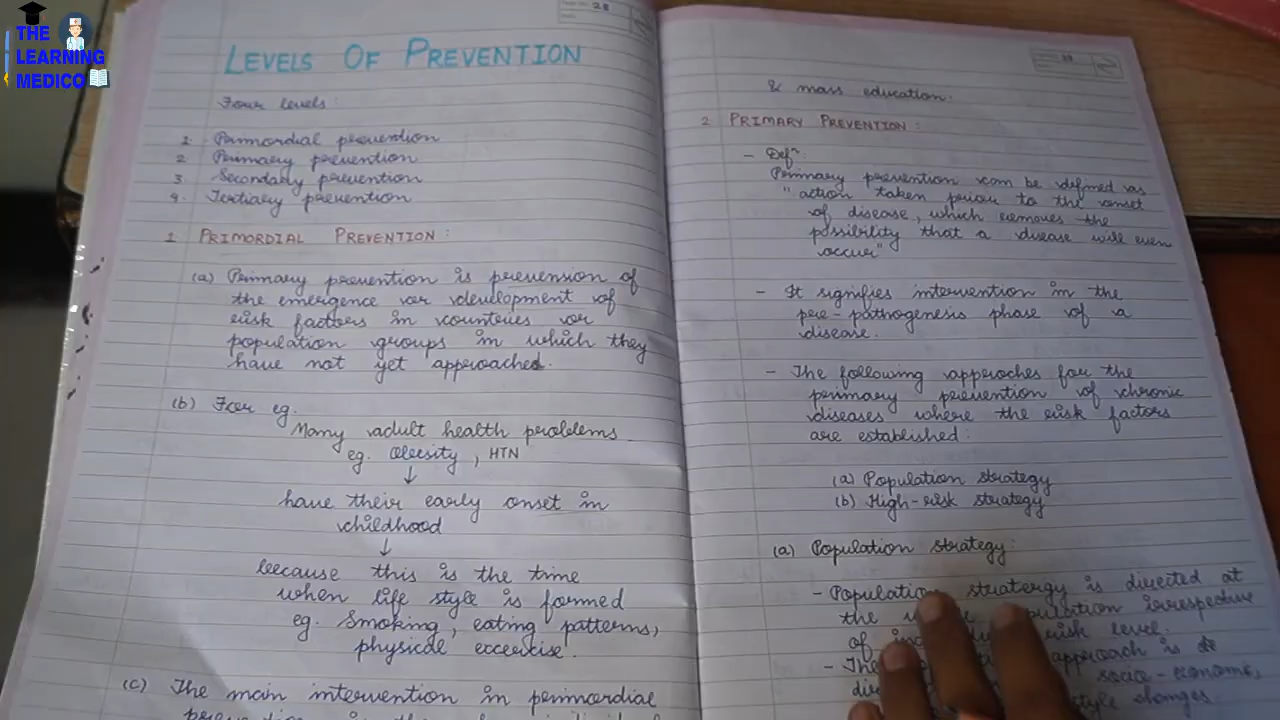 THE
LEARNING
MEDICO
28
LEVELS OF PREVENTION
Four levels:
1. Primordial prevention
2. Primary prevention
3. Secondary prevention
4. Tertiary prevention
1 PRIMORDIAL PREVENTION:
(a) Primary prevention is prevension of
the emergence or development of
risk factors in countries or
population groups in which they
have not yet approached.
(b) For eg.
Many adult health problems
eg. Obesity, HTN
↓
have their early onset in
childhood
↓
because this is the time
when life style is formed
eg. Smoking, eating patterns,
physical excercise.
(c) The main intervention in primordial
& mass education.
2 PRIMARY PREVENTION:
- Defⁿ.
Primary prevention can be defined as
"action taken prior to the onset
of disease, which removes the
possibility that a disease will ever
occur"
- It signifies intervention in the
pre-pathogenesis phase of a
disease.
- The following approches for the
primary prevention of chronic
diseases where the risk factors
are established:
(a) Population strategy
(b) High-risk strategy
(a) Population strategy:
- Population stratergy is directed at
the irrespective
of risk level.
- The approach is
socio-economic,
style changes.